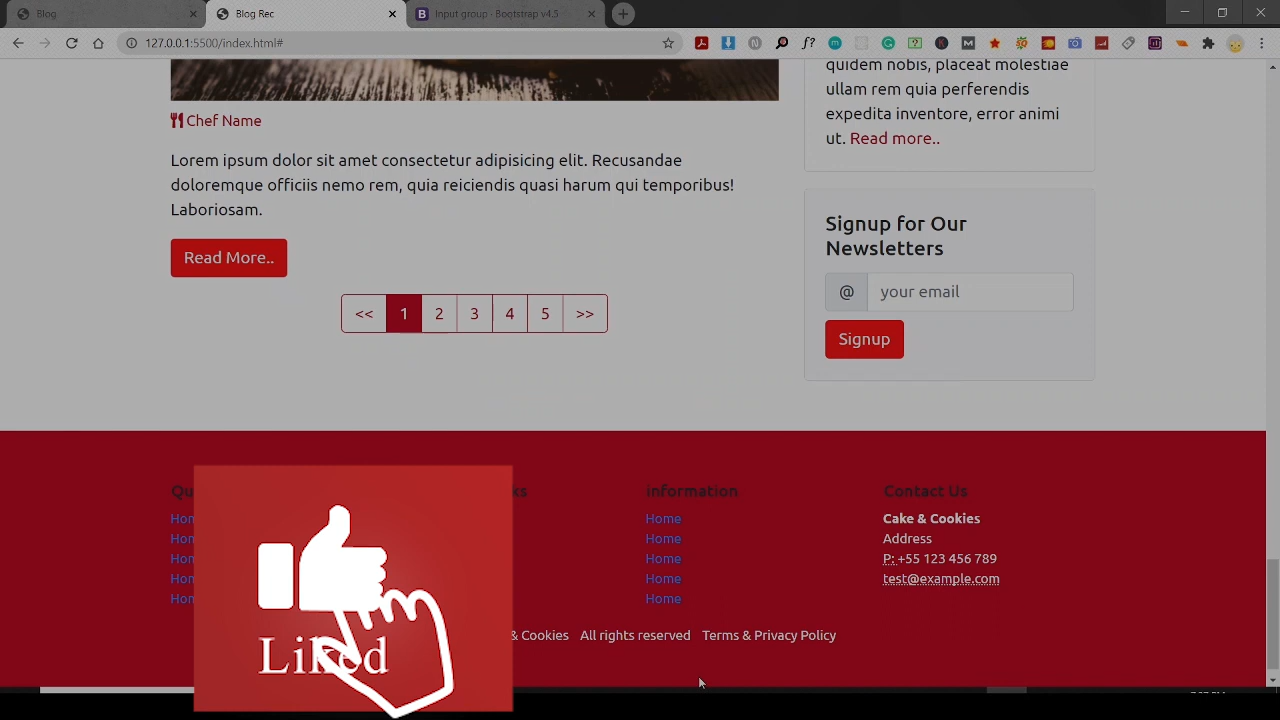 Blog
Blog Rec
Input group · Bootstrap v4.5
127.0.0.1:5500/index.html#
quidem nobis, placeat molestiae
ullam rem quia perferendis
expedita inventore, error animi
ut. Read more..
Chef Name
Lorem ipsum dolor sit amet consectetur adipisicing elit. Recusandae
doloremque officiis nemo rem, quia reiciendis quasi harum qui temporibus!
Laboriosam.
Read More..
<< 1 2 3 4 5 >>
Signup for Our
Newsletters
@ your email
Signup
information
Home
Home
Home
Home
Home
Contact Us
Cake & Cookies
Address
P: +55 123 456 789
test@example.com
& Cookies All rights reserved Terms & Privacy Policy
Liked